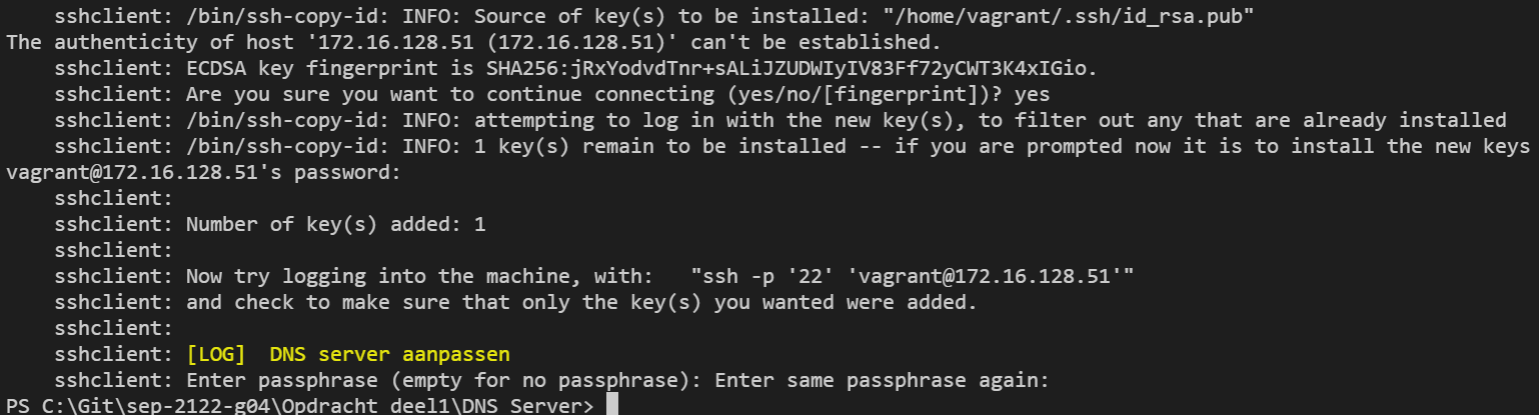 sshclient: /bin/ssh-copy-id: INFO: Source of key(s) to be installed: "/home/vagrant/.ssh/id_rsa.pub"
The authenticity of host '172.16.128.51 (172.16.128.51)' can't be established.
sshclient: ECDSA key fingerprint is SHA256:jRxYodvdTnr+sALiJZUDWIyIV83Ff72yCWT3K4xIGio.
sshclient: Are you sure you want to continue connecting (yes/no/[fingerprint])? yes
sshclient: /bin/ssh-copy-id: INFO: attempting to log in with the new key(s), to filter out any that are already installed
sshclient: /bin/ssh-copy-id: INFO: 1 key(s) remain to be installed -- if you are prompted now it is to install the new keys
vagrant@172.16.128.51's password:
sshclient:
sshclient: Number of key(s) added: 1
sshclient:
sshclient: Now try logging into the machine, with:   "ssh -p '22' 'vagrant@172.16.128.51'"
sshclient: and check to make sure that only the key(s) you wanted were added.
sshclient:
sshclient: [LOG]  DNS server aanpassen
sshclient: Enter passphrase (empty for no passphrase): Enter same passphrase again:
PS C:\Git\sep-2122-g04\Opdracht deel1\DNS Server>